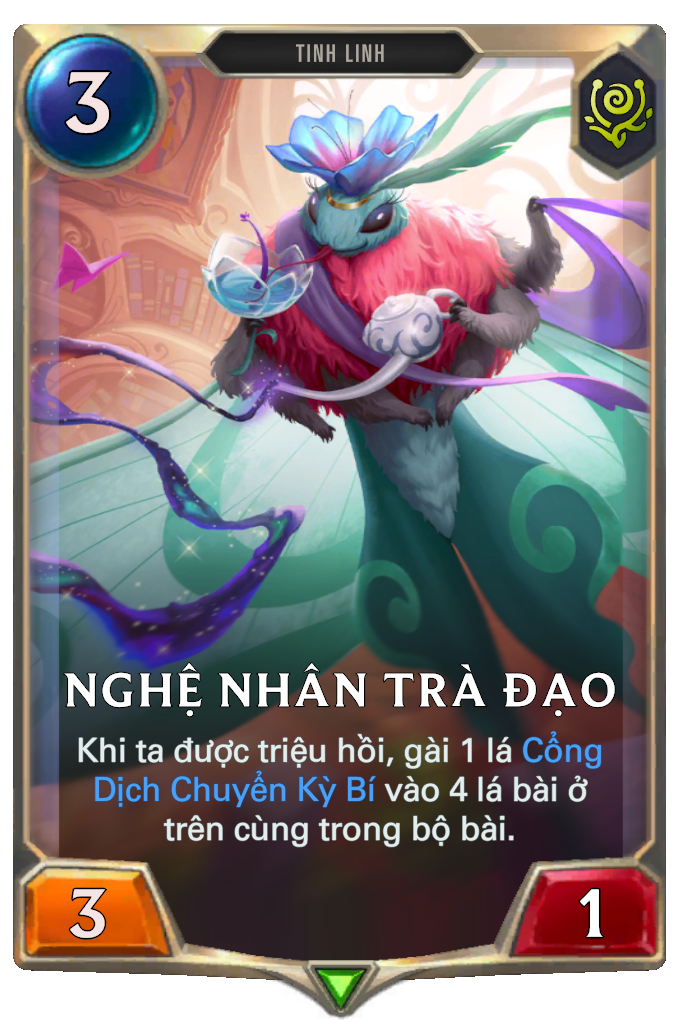 TINH LINH
3
NGHỆ NHÂN TRÀ ĐẠO
Khi ta được triệu hồi, gài 1 lá Cổng
Dịch Chuyển Kỳ Bí vào 4 lá bài ở
trên cùng trong bộ bài.
3
1